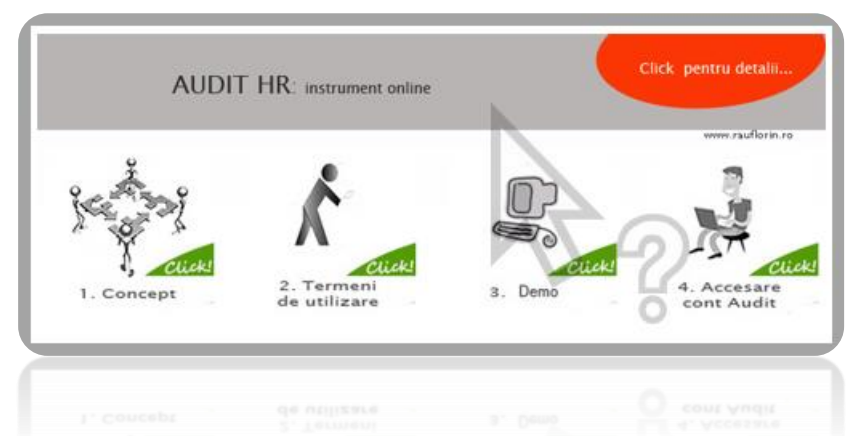 AUDIT HR: instrument online
Click pentru detalii...
www.rauflorin.ro
Click!
Click!
Click!
Click!
1. Concept
2. Termeni
de utilizare
3. Demo
4. Accesare
cont Audit